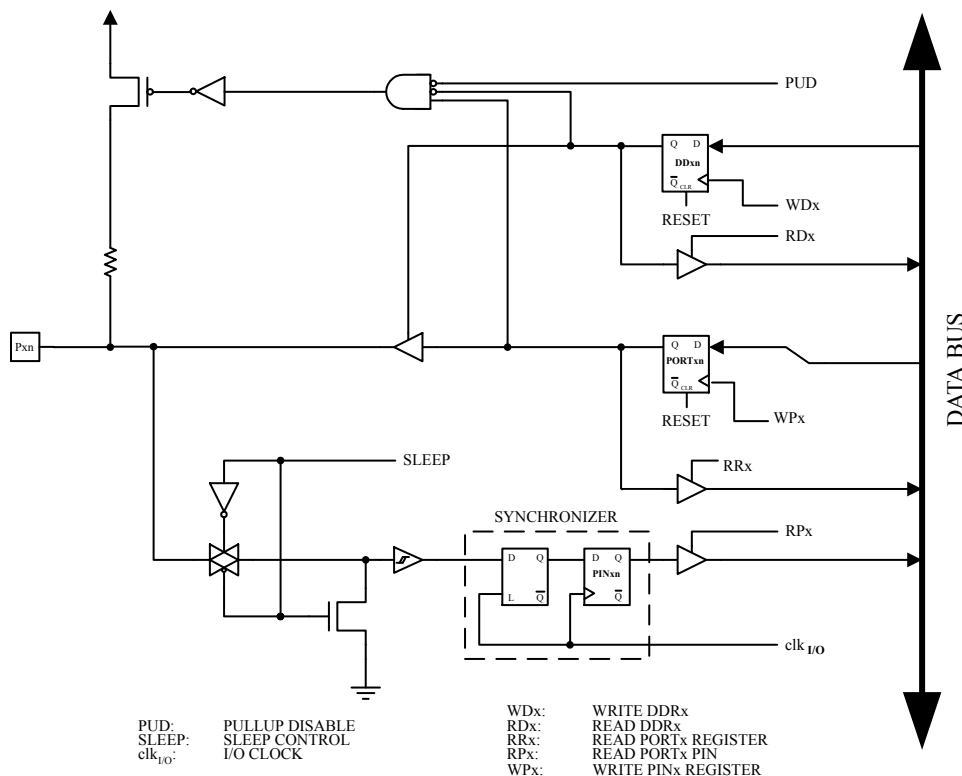 PUD
Q D
DDxn
Q CLR
WDx
RESET
RDx
Pxn
Q D
PORTxn
Q CLR
RESET
WPx
DATA BUS
SLEEP
RRx
SYNCHRONIZER
RPx
D Q
D Q
PINxn
L Q
Q
clk I/O
PUD: PULLUP DISABLE
SLEEP: SLEEP CONTROL
clkI/O: I/O CLOCK
WDx: WRITE DDRx
RDx: READ DDRx
RRx: READ PORTx REGISTER
RPx: READ PORTx PIN
WPx: WRITE PINx REGISTER